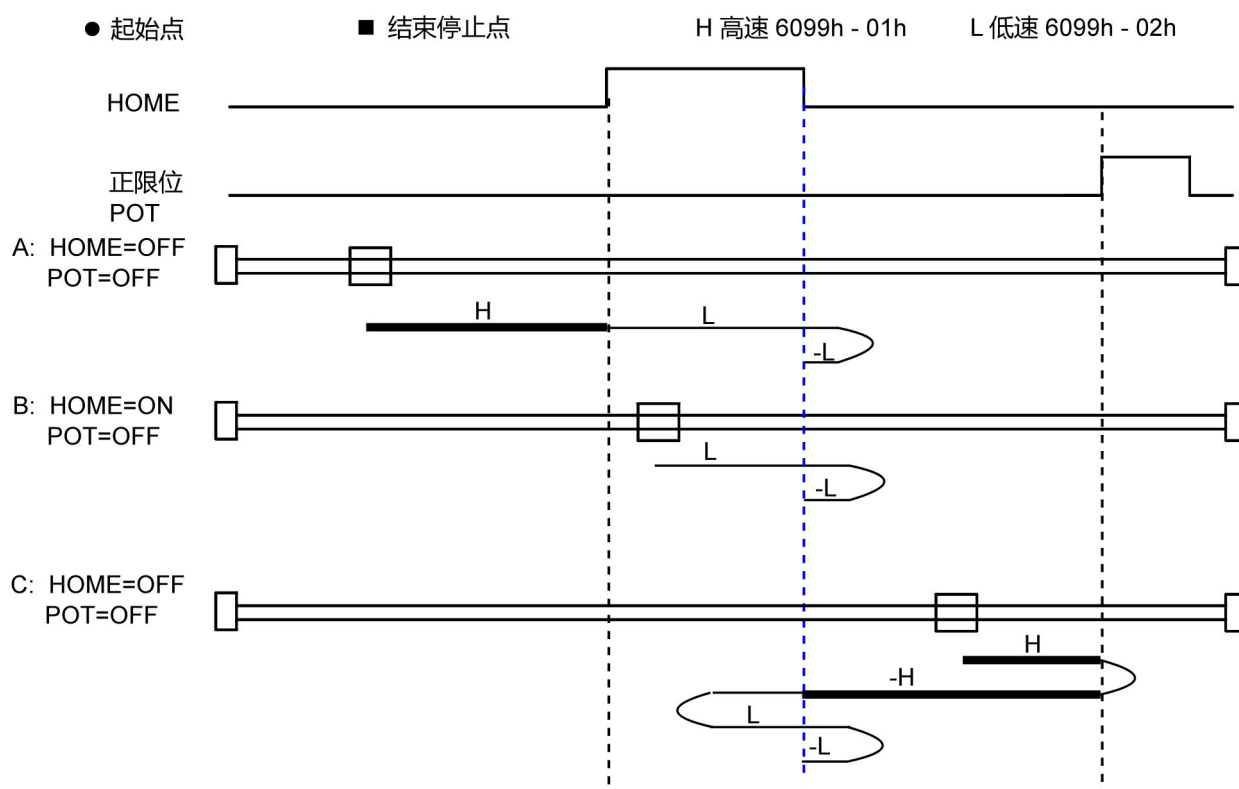 起始点 结束停止点 H 高速 6099h - 01h L 低速 6099h - 02h
HOME
正限位
POT
A: HOME=OFF
POT=OFF
H
L
-L
B: HOME=ON
POT=OFF
L
-L
C: HOME=OFF
POT=OFF
H
-H
L
-L